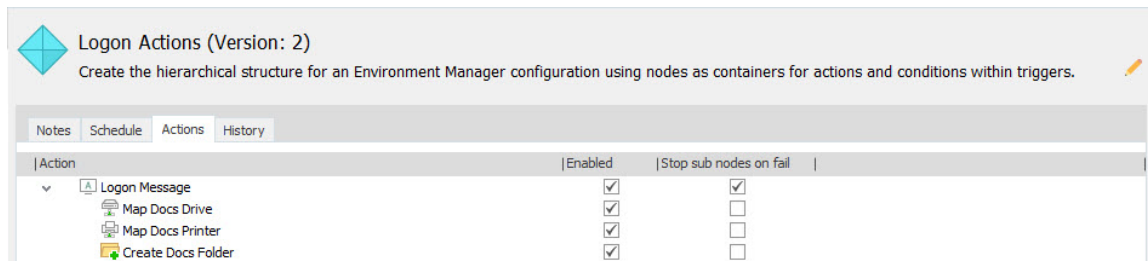 Logon Actions (Version: 2)
Create the hierarchical structure for an Environment Manager configuration using nodes as containers for actions and conditions within triggers.
Notes Schedule Actions History
Action Enabled Stop sub nodes on fail
A Logon Message
Map Docs Drive
Map Docs Printer
Create Docs Folder